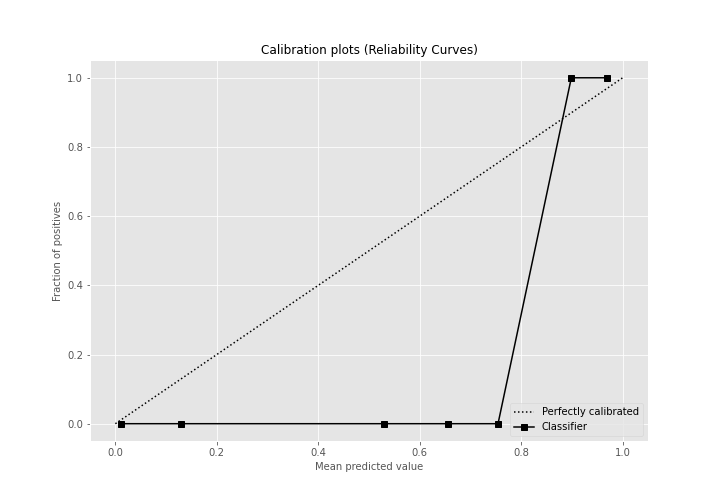 Calibration plots (Reliability Curves)
1.0
0.8
0.6
0.4
0.2
0.0
Fraction of positives
0.0 0.2 0.4 0.6 0.8 1.0
Mean predicted value
Perfectly calibrated
Classifier